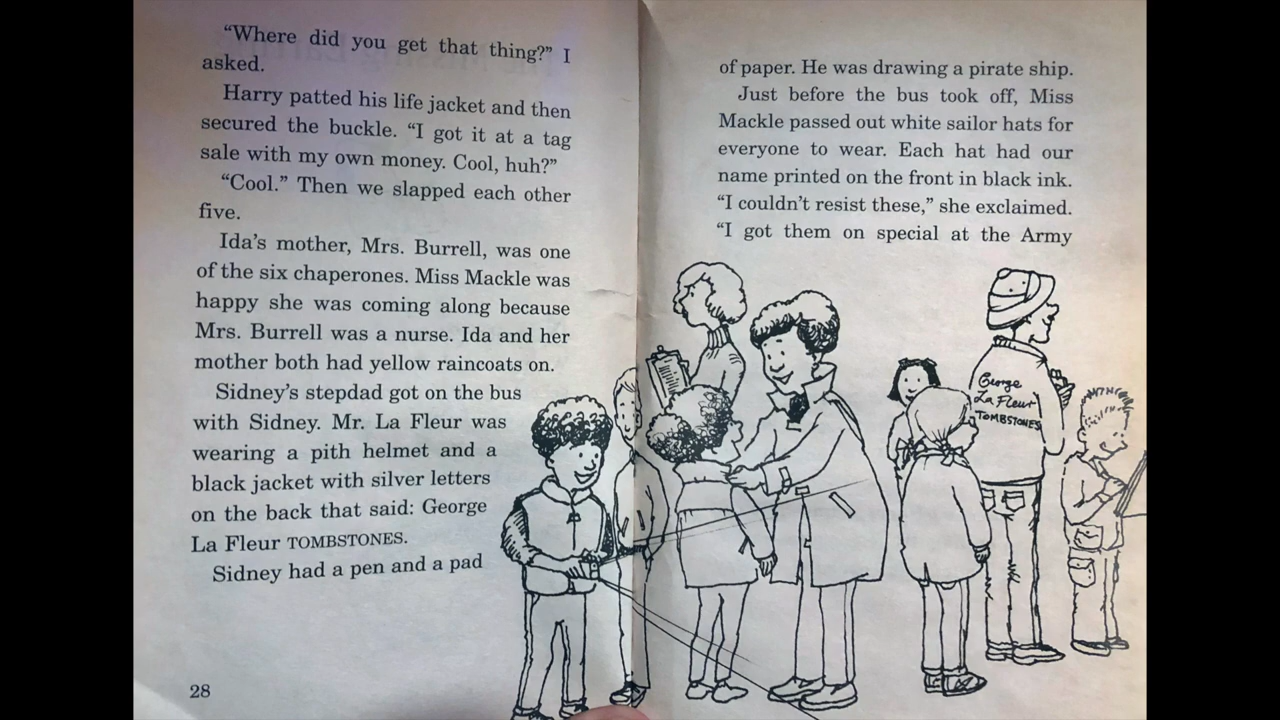 “Where did you get that thing?” I
asked.
Harry patted his life jacket and then
secured the buckle. “I got it at a tag
sale with my own money. Cool, huh?”
“Cool.” Then we slapped each other
five.
Ida’s mother, Mrs. Burrell, was one
of the six chaperones. Miss Mackle was
happy she was coming along because
Mrs. Burrell was a nurse. Ida and her
mother both had yellow raincoats on.
Sidney’s stepdad got on the bus
with Sidney. Mr. La Fleur was
wearing a pith helmet and a
black jacket with silver letters
on the back that said: George
La Fleur TOMBSTONES.
Sidney had a pen and a pad
28
of paper. He was drawing a pirate ship.
Just before the bus took off, Miss
Mackle passed out white sailor hats for
everyone to wear. Each hat had our
name printed on the front in black ink.
“I couldn’t resist these,” she exclaimed.
“I got them on special at the Army
George
La Fleur
TOMBSTONES